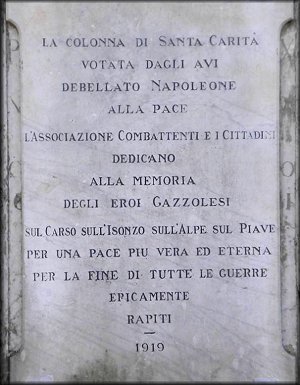 LA COLONNA DI SANTA CARITÀ
VOTATA DAGLI AVI
DEBELLATO NAPOLEONE
ALLA PACE
L'ASSOCIAZIONE COMBATTENTI E I CITTADINI
DEDICANO
ALLA MEMORIA
DEGLI EROI GAZZOLESI
SUL CARSO SULL'ISONZO SULL'ALPE SUL PIAVE
PER UNA PACE PIU VERA ED ETERNA
PER LA FINE DI TUTTE LE GUERRE
EPICAMENTE
RAPITI
—
1919